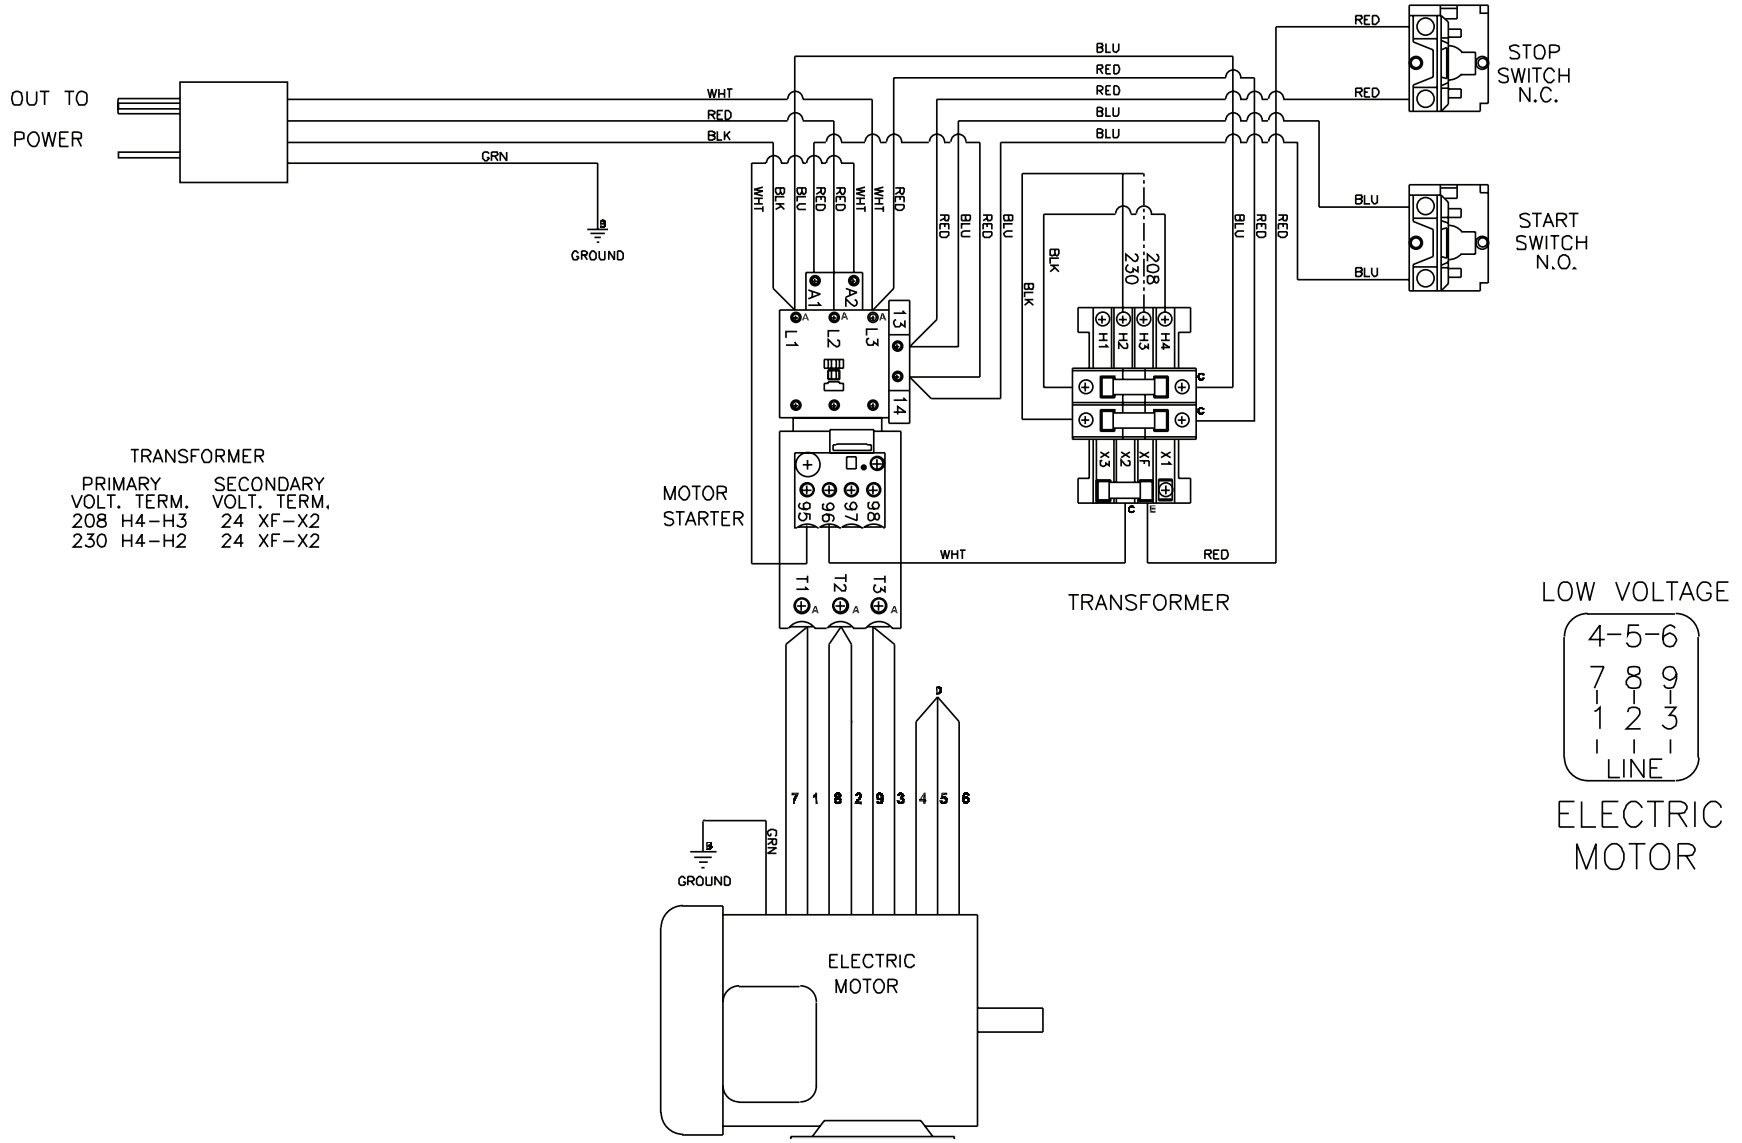 OUT TO
POWER
WHT
RED
BLK
GRN
GROUND
BLU
RED
RED
BLU
BLU
RED
RED
BLU
BLU
STOP
SWITCH
N.C.
START
SWITCH
N.O.
WHT
BLK
BLU
RED
RED
WHT
WHT
RED
RED
BLU
RED
BLU
BLK
BLK
230
208
BLU
RED
RED
A1
A2
L1
A
L2
A
L3
A
13
14
H1
H2
H3
H4
C
C
X3
X2
XF
X1
C
E
95
96
97
98
MOTOR
STARTER
WHT
RED
TRANSFORMER
T1
A
T2
A
T3
A
TRANSFORMER
PRIMARY SECONDARY
VOLT. TERM. VOLT. TERM.
208 H4-H3 24 XF-X2
230 H4-H2 24 XF-X2
LOW VOLTAGE
4-5-6
7 8 9
1 2 3
LINE
ELECTRIC
MOTOR
D
7 1 8 2 9 3 4 5 6
GRN
GROUND
ELECTRIC
MOTOR